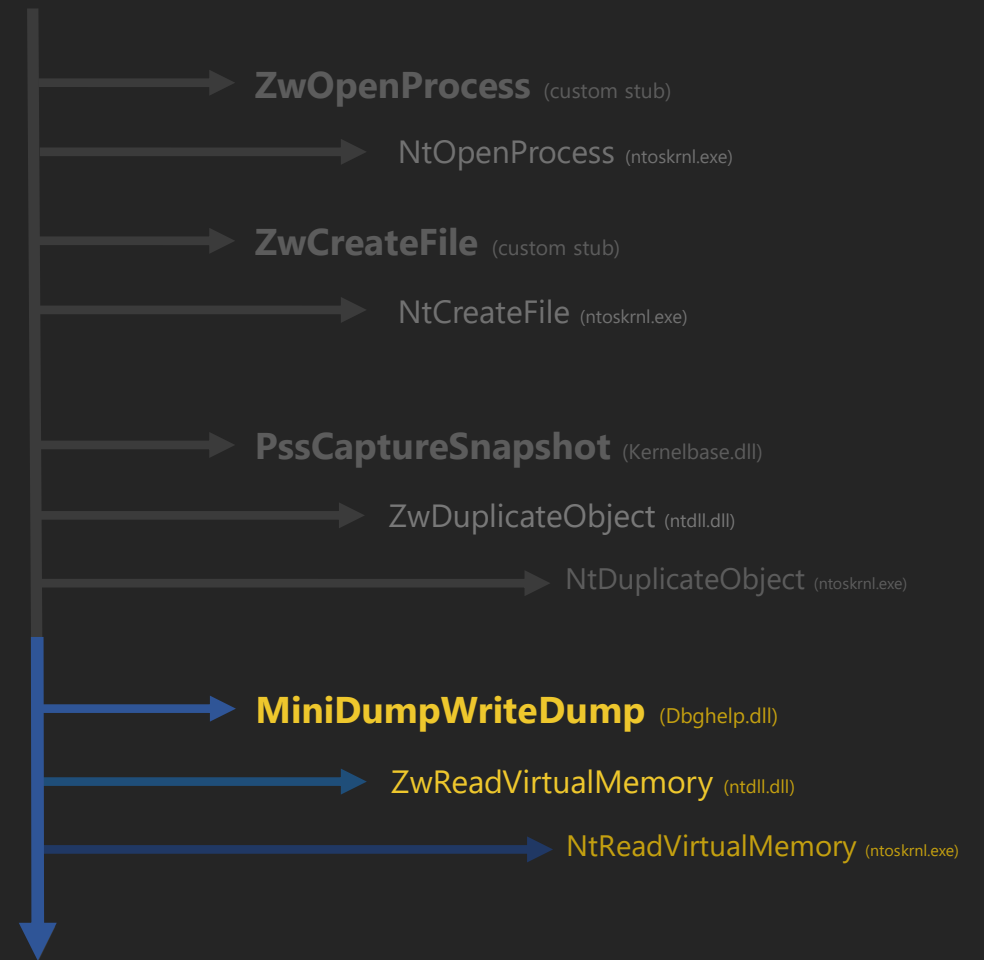 ZwOpenProcess (custom stub)
NtOpenProcess (ntoskrnl.exe)
ZwCreateFile (custom stub)
NtCreateFile (ntoskrnl.exe)
PssCaptureSnapshot (Kernelbase.dll)
ZwDuplicateObject (ntdll.dll)
NtDuplicateObject (ntoskrnl.exe)
MiniDumpWriteDump (Dbghelp.dll)
ZwReadVirtualMemory (ntdll.dll)
NtReadVirtualMemory (ntoskrnl.exe)